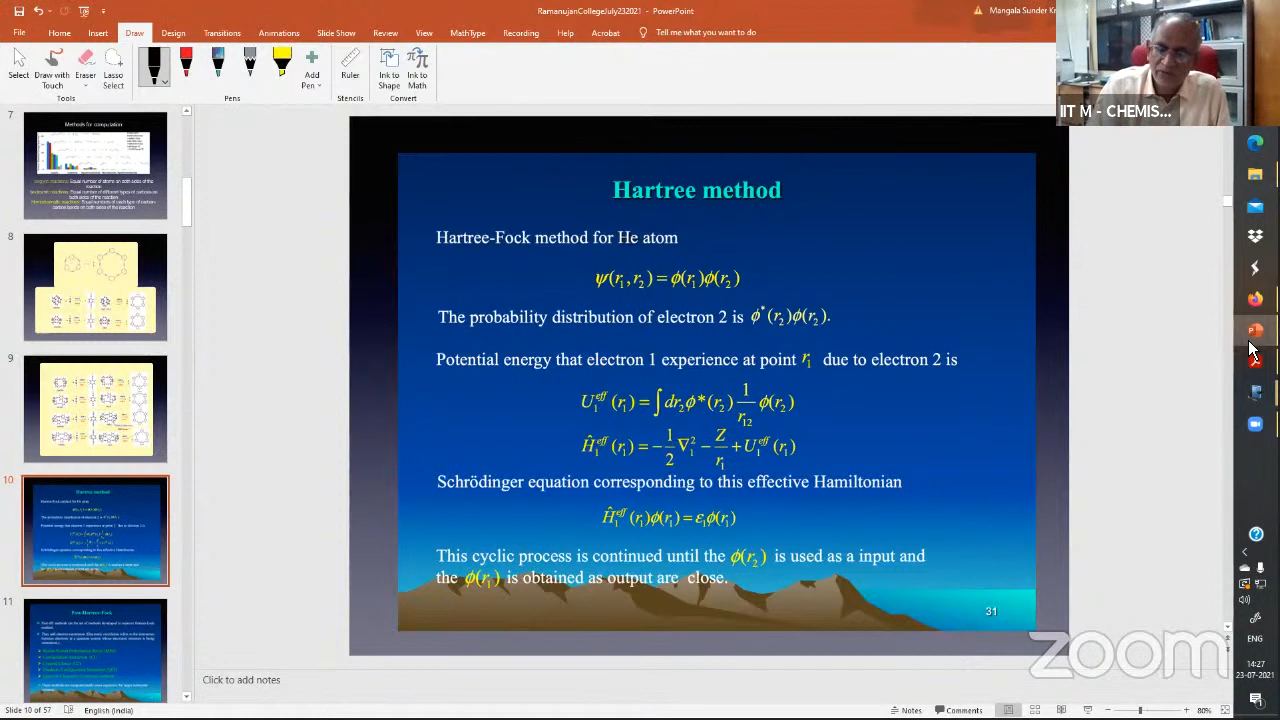 RamanujanCollegeJuly232021 - PowerPoint
Mangala Sunder Kr
File Home Insert Draw Design Transitions Animations Slide Show Review View MathType Recording Help Acrobat Tell me what you want to do
Select Draw with Touch Eraser Lasso Select
Add Pen
Ruler
Ink to Shape
Ink to Math
Tools
Pens
Stencils
Convert
IIT M - CHEMIS...
7
Methods for computation
8
9
10
Hartree method
11
Post-Hartree-Fock
Hartree method
Hartree-Fock method for He atom
ψ(r₁, r₂) = ϕ(r₁)ϕ(r₂)
The probability distribution of electron 2 is ϕ*(r₂)ϕ(r₂).
Potential energy that electron 1 experience at point r₁ due to electron 2 is
U₁^eff (r₁) = ∫ dr₂ϕ*(r₂) 1/r₁₂ ϕ(r₂)
Ĥ₁^eff (r₁) = −1/2 ∇₁² − Z/r₁ + U₁^eff (r₁)
Schrödinger equation corresponding to this effective Hamiltonian
Ĥ₁^eff (r₁)ϕ(r₁) = ε₁ϕ(r₁)
This cyclic process is continued until the ϕ(r₂) is used as a input and
the ϕ(r₁) is obtained as output are close.
31
zoom
Click to add notes
ENG
14:27
23-07-2021
Slide 10 of 57 English (India) Notes Comments 80%